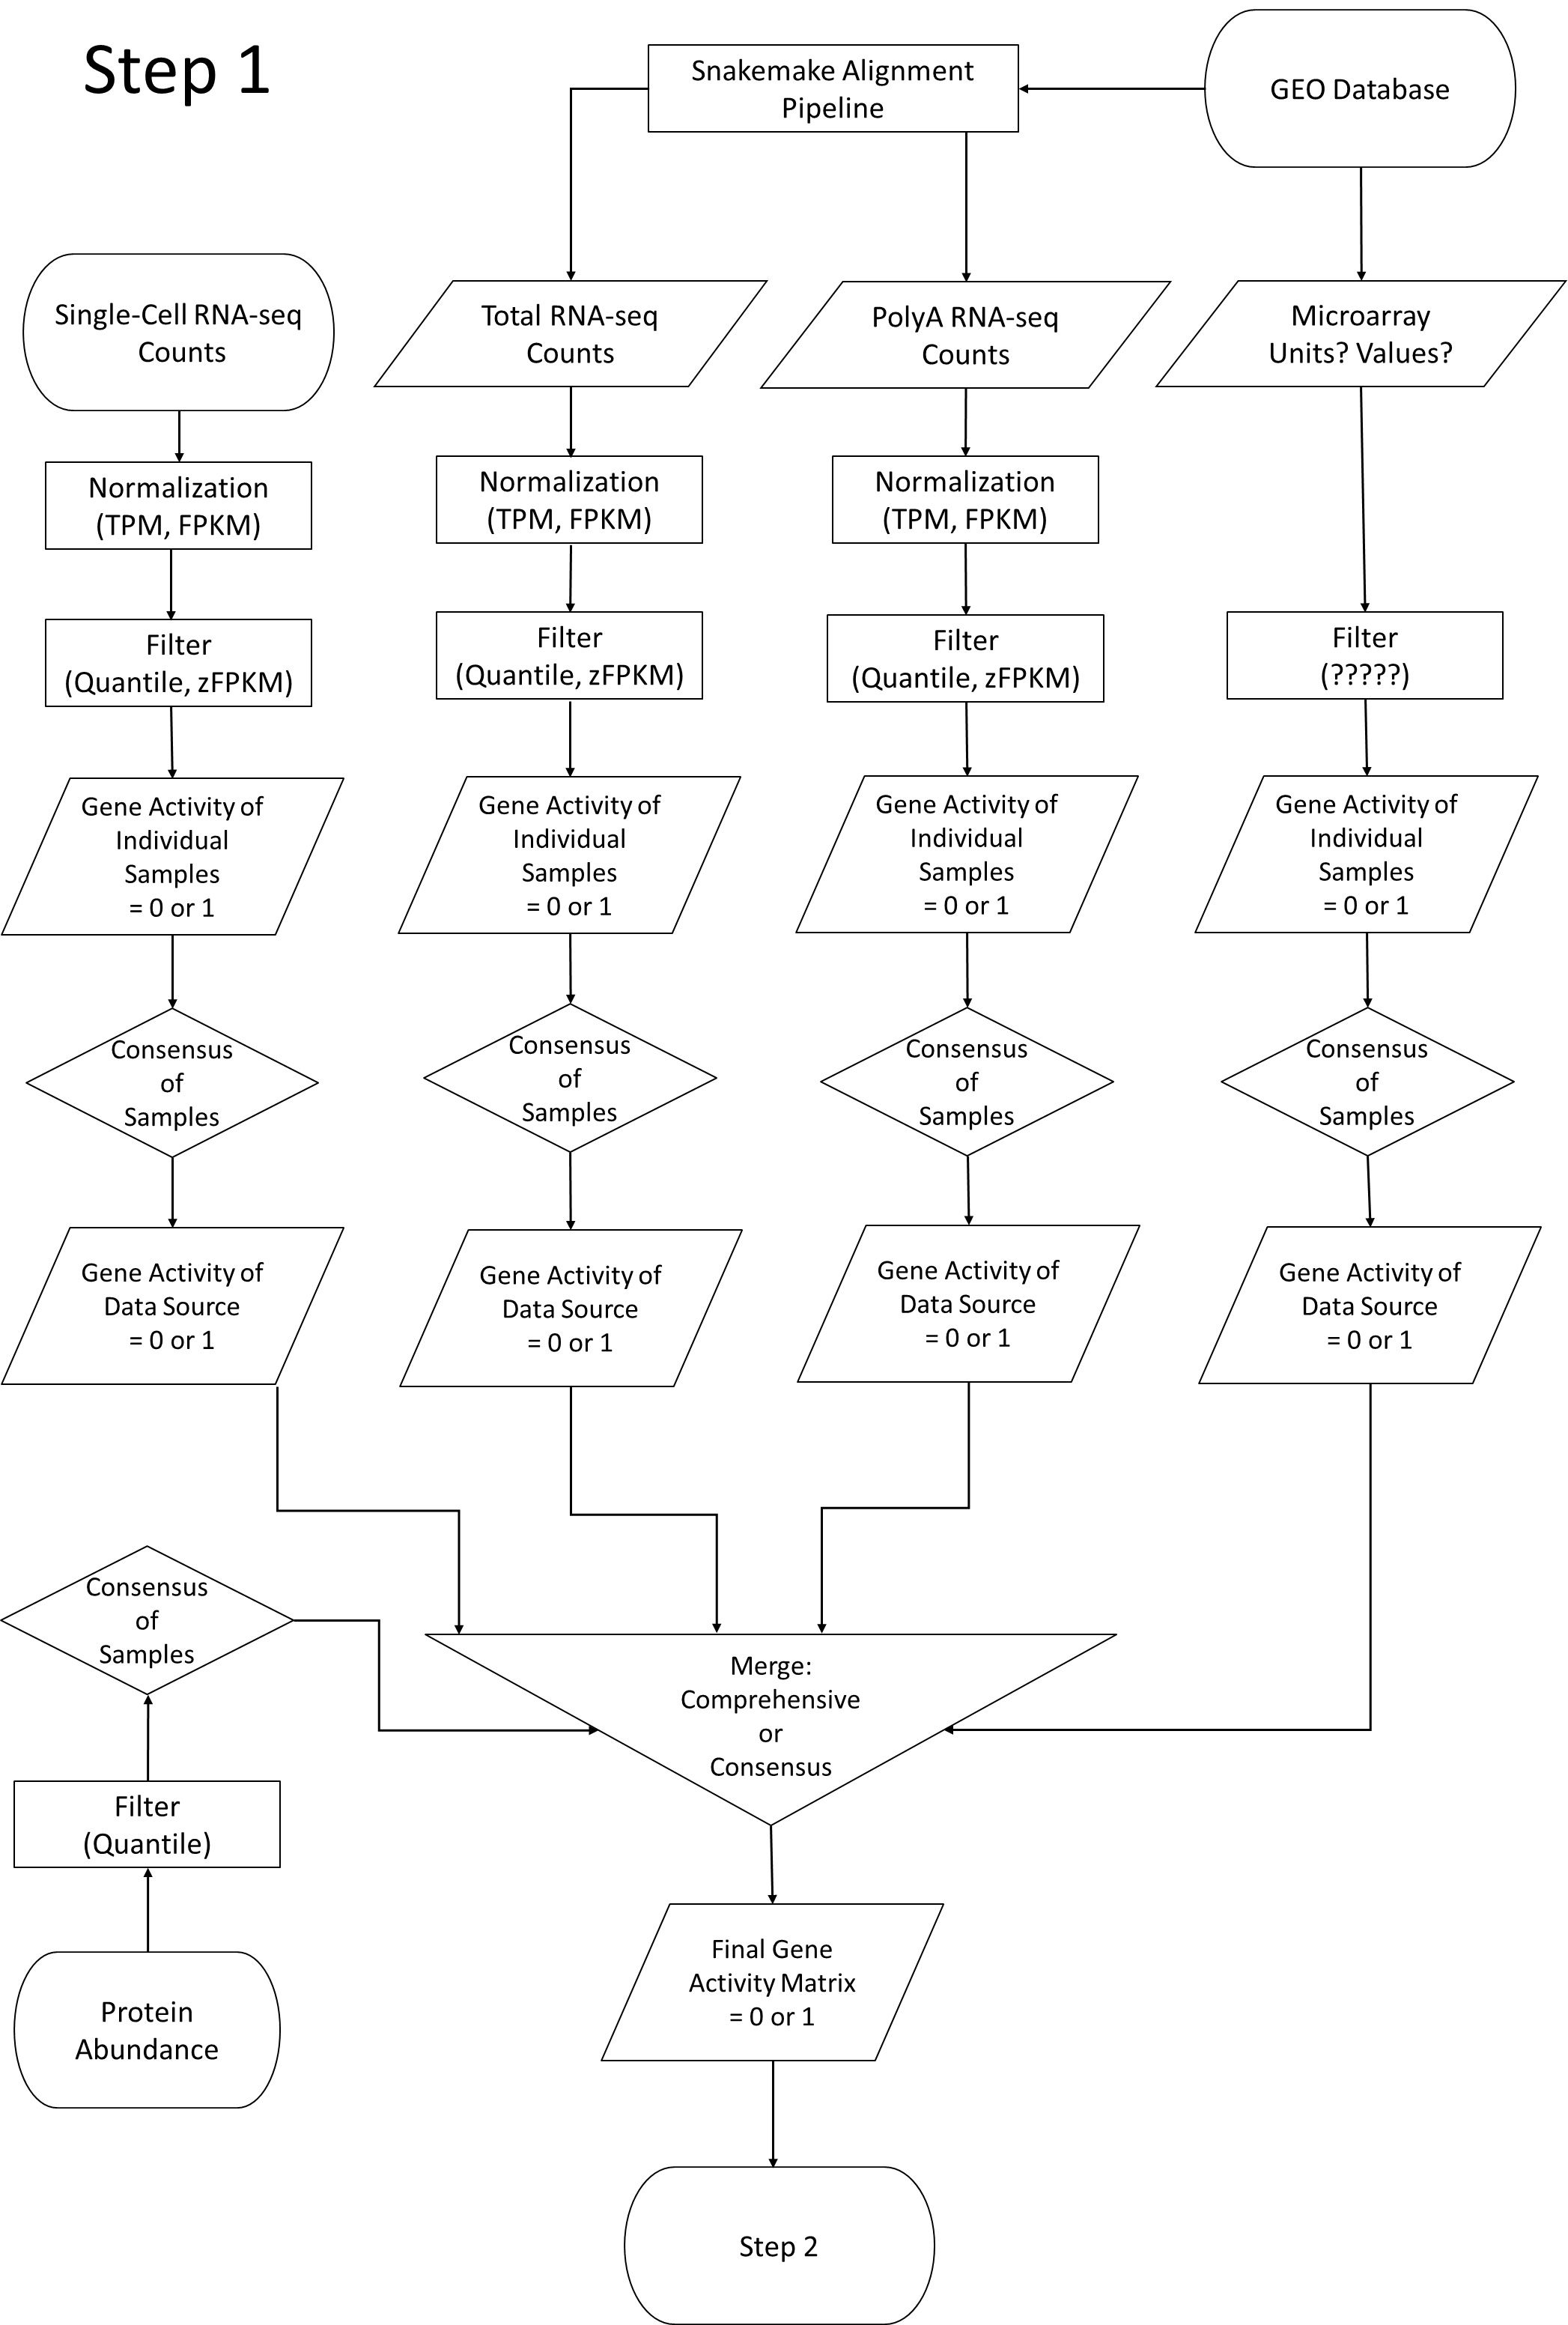 Step 1
Snakemake Alignment
Pipeline
GEO Database
Single-Cell RNA-seq
Counts
Total RNA-seq
Counts
PolyA RNA-seq
Counts
Microarray
Units? Values?
Normalization
(TPM, FPKM)
Normalization
(TPM, FPKM)
Normalization
(TPM, FPKM)
Filter
(Quantile, zFPKM)
Filter
(Quantile, zFPKM)
Filter
(Quantile, zFPKM)
Filter
(?????)
Gene Activity of
Individual
Samples
= 0 or 1
Gene Activity of
Individual
Samples
= 0 or 1
Gene Activity of
Individual
Samples
= 0 or 1
Gene Activity of
Individual
Samples
= 0 or 1
Consensus
of
Samples
Consensus
of
Samples
Consensus
of
Samples
Consensus
of
Samples
Gene Activity of
Data Source
= 0 or 1
Gene Activity of
Data Source
= 0 or 1
Gene Activity of
Data Source
= 0 or 1
Gene Activity of
Data Source
= 0 or 1
Consensus
of
Samples
Merge:
Comprehensive
or
Consensus
Filter
(Quantile)
Protein
Abundance
Final Gene
Activity Matrix
= 0 or 1
Step 2